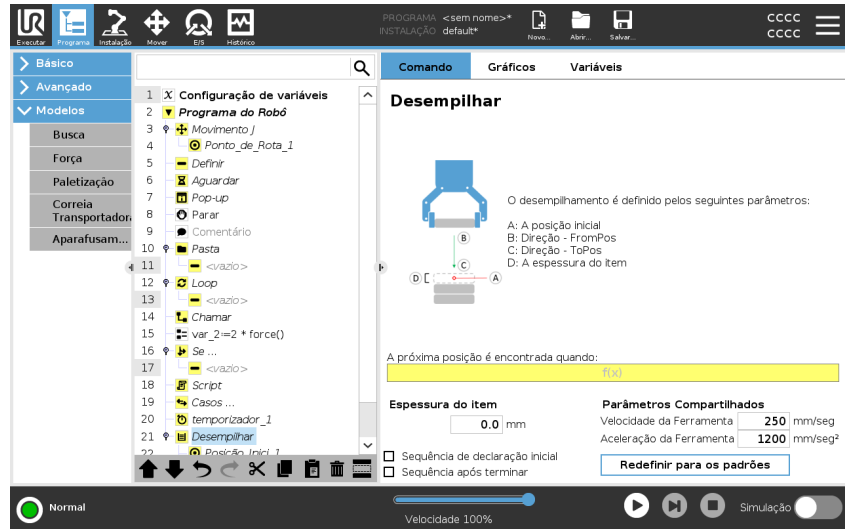 PROGRAMA <sem nome>*
INSTALAÇÃO default*
Executar
Programa
Instalação
Mover
E/S
Histórico
Novo...
Abrir...
Salvar...
CCCC
CCCC
Básico
Avançado
Modelos
Busca
Força
Paletização
Correia
Transportador
Aparafusam...
1 X Configuração de variáveis
2 Programa do Robô
3 Movimento J
4 Ponto_de_Rota_1
5 Definir
6 Aguardar
7 Pop-up
8 Parar
9 Comentário
10 Pasta
11 <vazio>
12 Loop
13 <vazio>
14 Chamar
15 var_2:=2 * force()
16 Se ...
17 <vazio>
18 Script
19 Casos ...
20 temporizador_1
21 Desempilhar
22 Posição_Inici_1
Comando
Gráficos
Variáveis
Desempilhar
B
C
D
A
O desempilhamento é definido pelos seguintes parâmetros:
A: A posição inicial
B: Direção - FromPos
C: Direção - ToPos
D: A espessura do item
A próxima posição é encontrada quando:
f(x)
Espessura do item
0.0 mm
Sequência de declaração inicial
Sequência após terminar
Parâmetros Compartilhados
Velocidade da Ferramenta 250 mm/seg
Aceleração da Ferramenta 1200 mm/seg²
Redefinir para os padrões
Normal
Velocidade 100%
Simulação